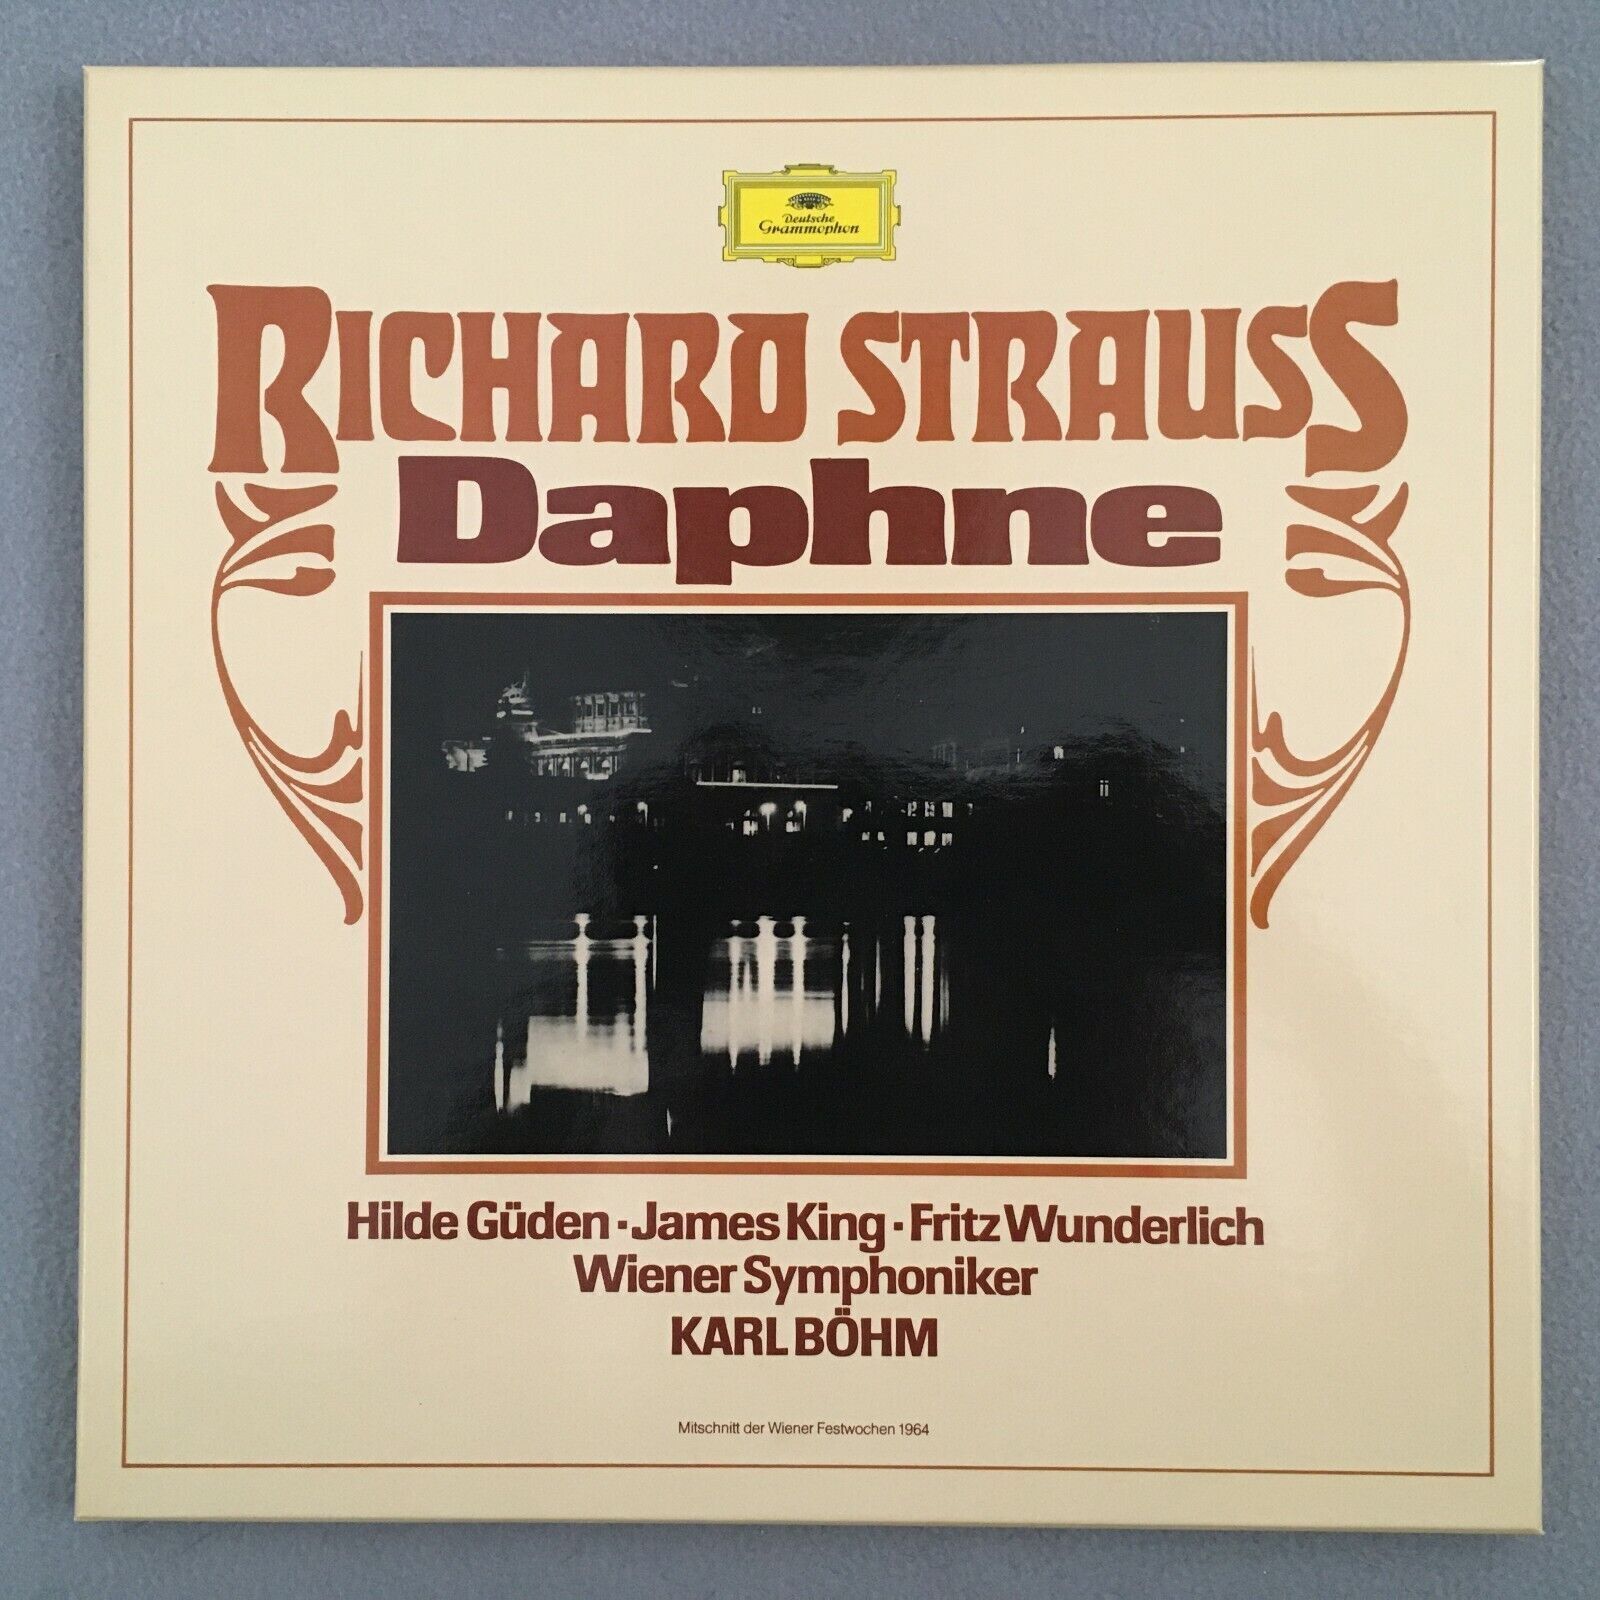 Deutsche
Grammophon
RICHARD STRAUSS
Daphne
Hilde Güden · James King · Fritz Wunderlich
Wiener Symphoniker
KARL BÖHM
Mitschnitt der Wiener Festwochen 1964